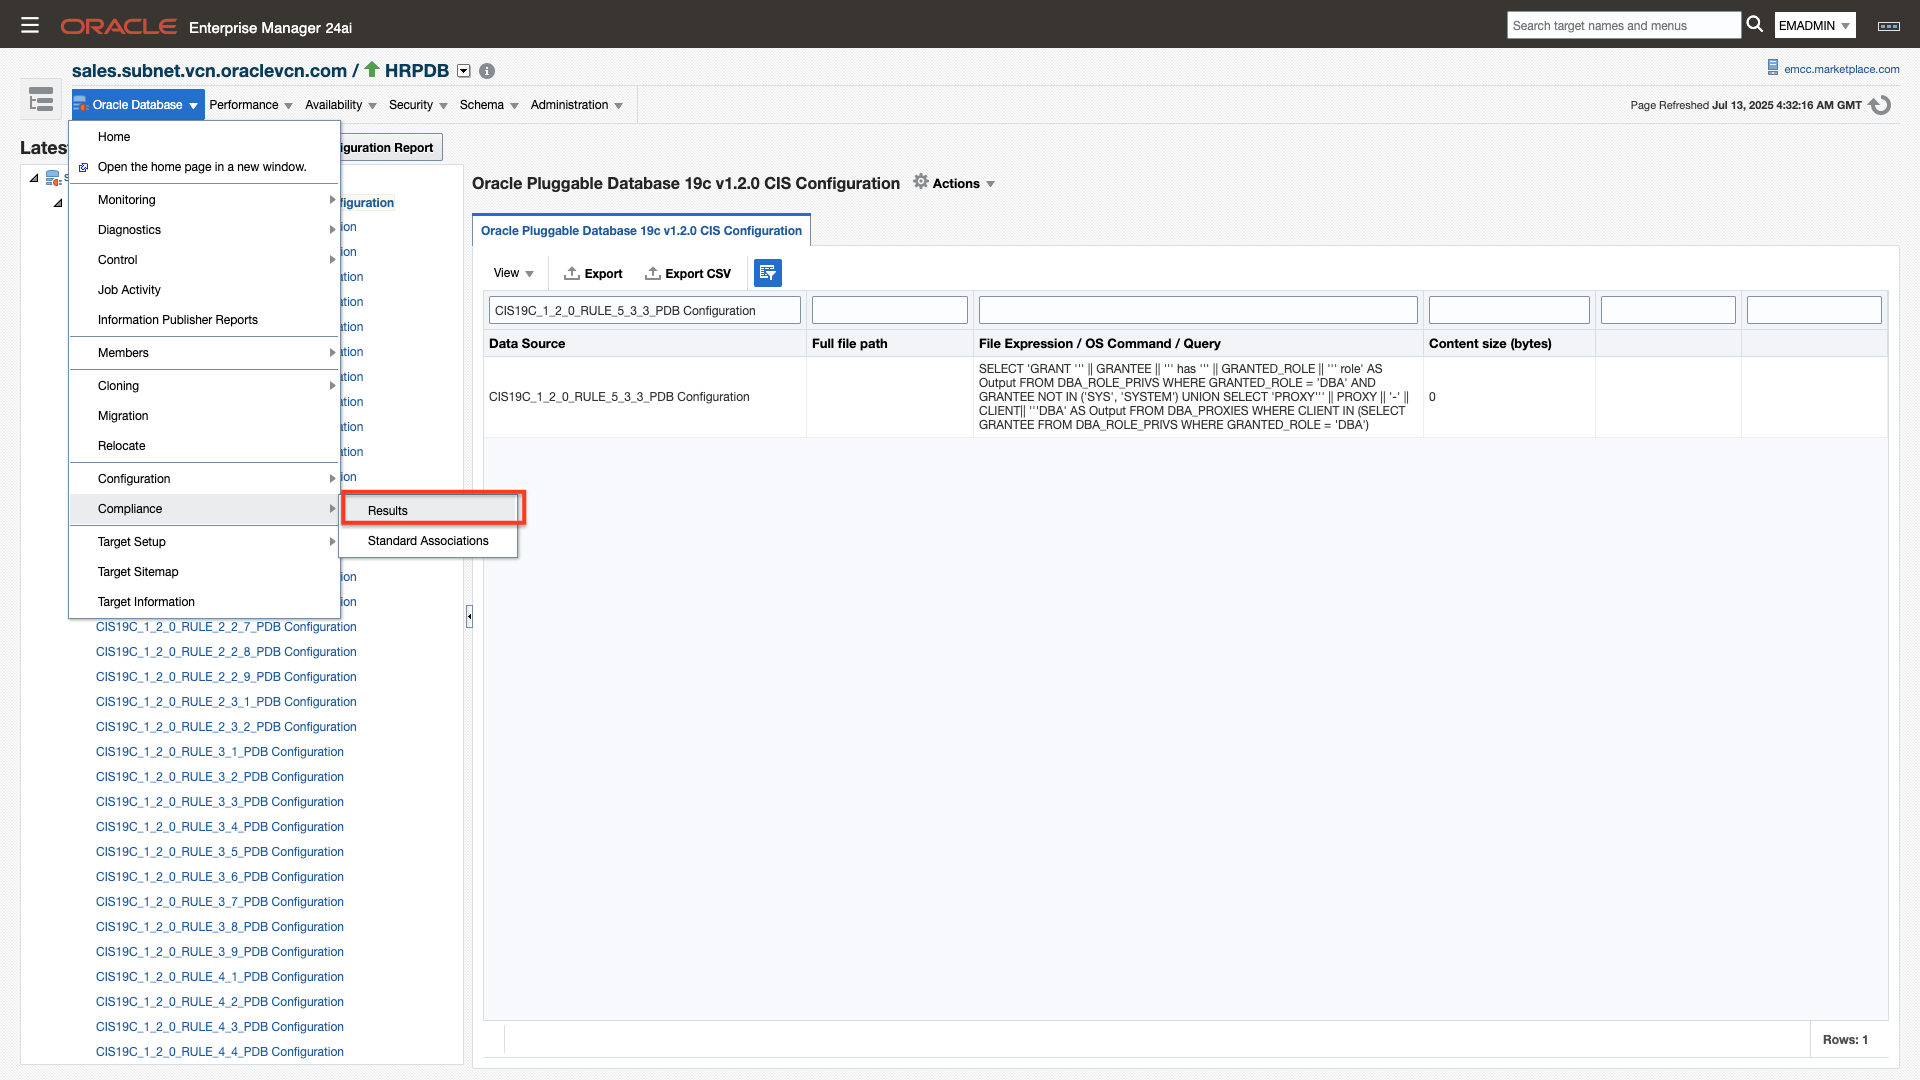 ORACLE Enterprise Manager 24ai
Search target names and menus
EMADMIN
sales.subnet.vcn.oraclevcn.com / HRPDB
emcc.marketplace.com
Oracle Database Performance Availability Security Schema Administration
Page Refreshed Jul 13, 2025 4:32:16 AM GMT
Home
Open the home page in a new window.
Monitoring
Diagnostics
Control
Job Activity
Information Publisher Reports
Members
Cloning
Migration
Relocate
Configuration
Compliance
Target Setup
Target Sitemap
Target Information
Results
Standard Associations
Lates
iguration Report
figuration
ion
ion
ation
ation
ation
ation
ation
ation
ation
ation
ion
ion
ion
CIS19C_1_2_0_RULE_2_2_7_PDB Configuration
CIS19C_1_2_0_RULE_2_2_8_PDB Configuration
CIS19C_1_2_0_RULE_2_2_9_PDB Configuration
CIS19C_1_2_0_RULE_2_3_1_PDB Configuration
CIS19C_1_2_0_RULE_2_3_2_PDB Configuration
CIS19C_1_2_0_RULE_3_1_PDB Configuration
CIS19C_1_2_0_RULE_3_2_PDB Configuration
CIS19C_1_2_0_RULE_3_3_PDB Configuration
CIS19C_1_2_0_RULE_3_4_PDB Configuration
CIS19C_1_2_0_RULE_3_5_PDB Configuration
CIS19C_1_2_0_RULE_3_6_PDB Configuration
CIS19C_1_2_0_RULE_3_7_PDB Configuration
CIS19C_1_2_0_RULE_3_8_PDB Configuration
CIS19C_1_2_0_RULE_3_9_PDB Configuration
CIS19C_1_2_0_RULE_4_1_PDB Configuration
CIS19C_1_2_0_RULE_4_2_PDB Configuration
CIS19C_1_2_0_RULE_4_3_PDB Configuration
CIS19C_1_2_0_RULE_4_4_PDB Configuration
Oracle Pluggable Database 19c v1.2.0 CIS Configuration Actions
Oracle Pluggable Database 19c v1.2.0 CIS Configuration
View Export Export CSV
CIS19C_1_2_0_RULE_5_3_3_PDB Configuration
Data Source Full file path File Expression / OS Command / Query Content size (bytes)
CIS19C_1_2_0_RULE_5_3_3_PDB Configuration
SELECT 'GRANT ''' || GRANTEE || ''' has ''' || GRANTED_ROLE || ''' role' AS
Output FROM DBA_ROLE_PRIVS WHERE GRANTED_ROLE = 'DBA' AND
GRANTEE NOT IN ('SYS', 'SYSTEM') UNION SELECT 'PROXY''' || PROXY || '-' ||
CLIENT|| '''DBA' AS Output FROM DBA_PROXIES WHERE CLIENT IN (SELECT
GRANTEE FROM DBA_ROLE_PRIVS WHERE GRANTED_ROLE = 'DBA')
0
Rows: 1